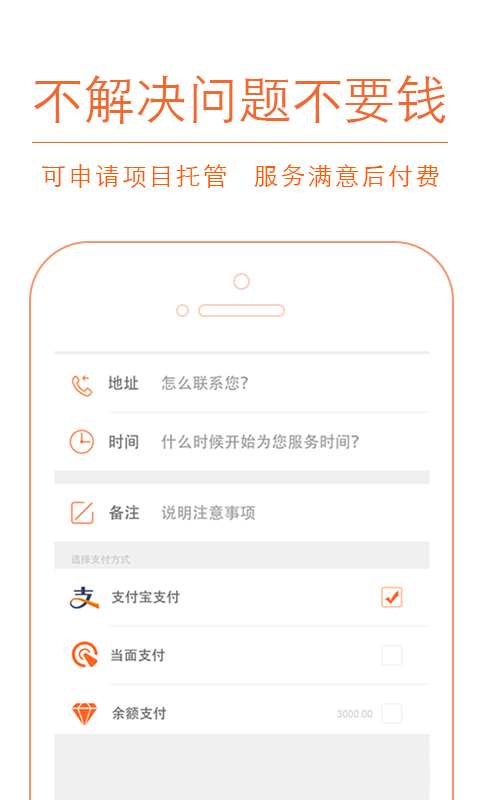 不解决问题不要钱
可申请项目托管 服务满意后付费
地址 怎么联系您?
时间 什么时候开始为您服务时间?
备注 说明注意事项
选择支付方式
支付宝支付
当面支付
余额支付 3000.00